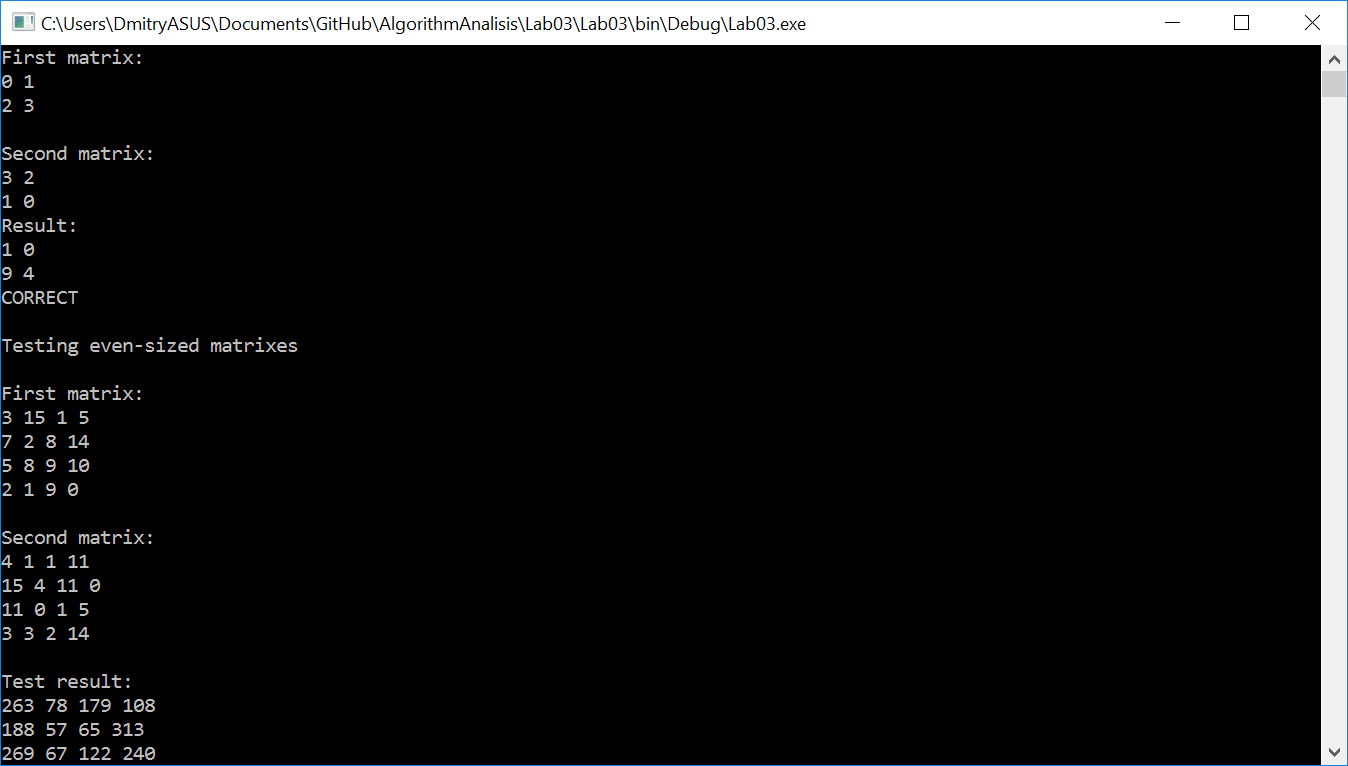 C:\Users\DmitryASUS\Documents\GitHub\AlgorithmAnalisis\Lab03\Lab03\bin\Debug\Lab03.exe
First matrix:
0 1
2 3
Second matrix:
3 2
1 0
Result:
1 0
9 4
CORRECT
Testing even-sized matrixes
First matrix:
3 15 1 5
7 2 8 14
5 8 9 10
2 1 9 0
Second matrix:
4 1 1 11
15 4 11 0
11 0 1 5
3 3 2 14
Test result:
263 78 179 108
188 57 65 313
269 67 122 240